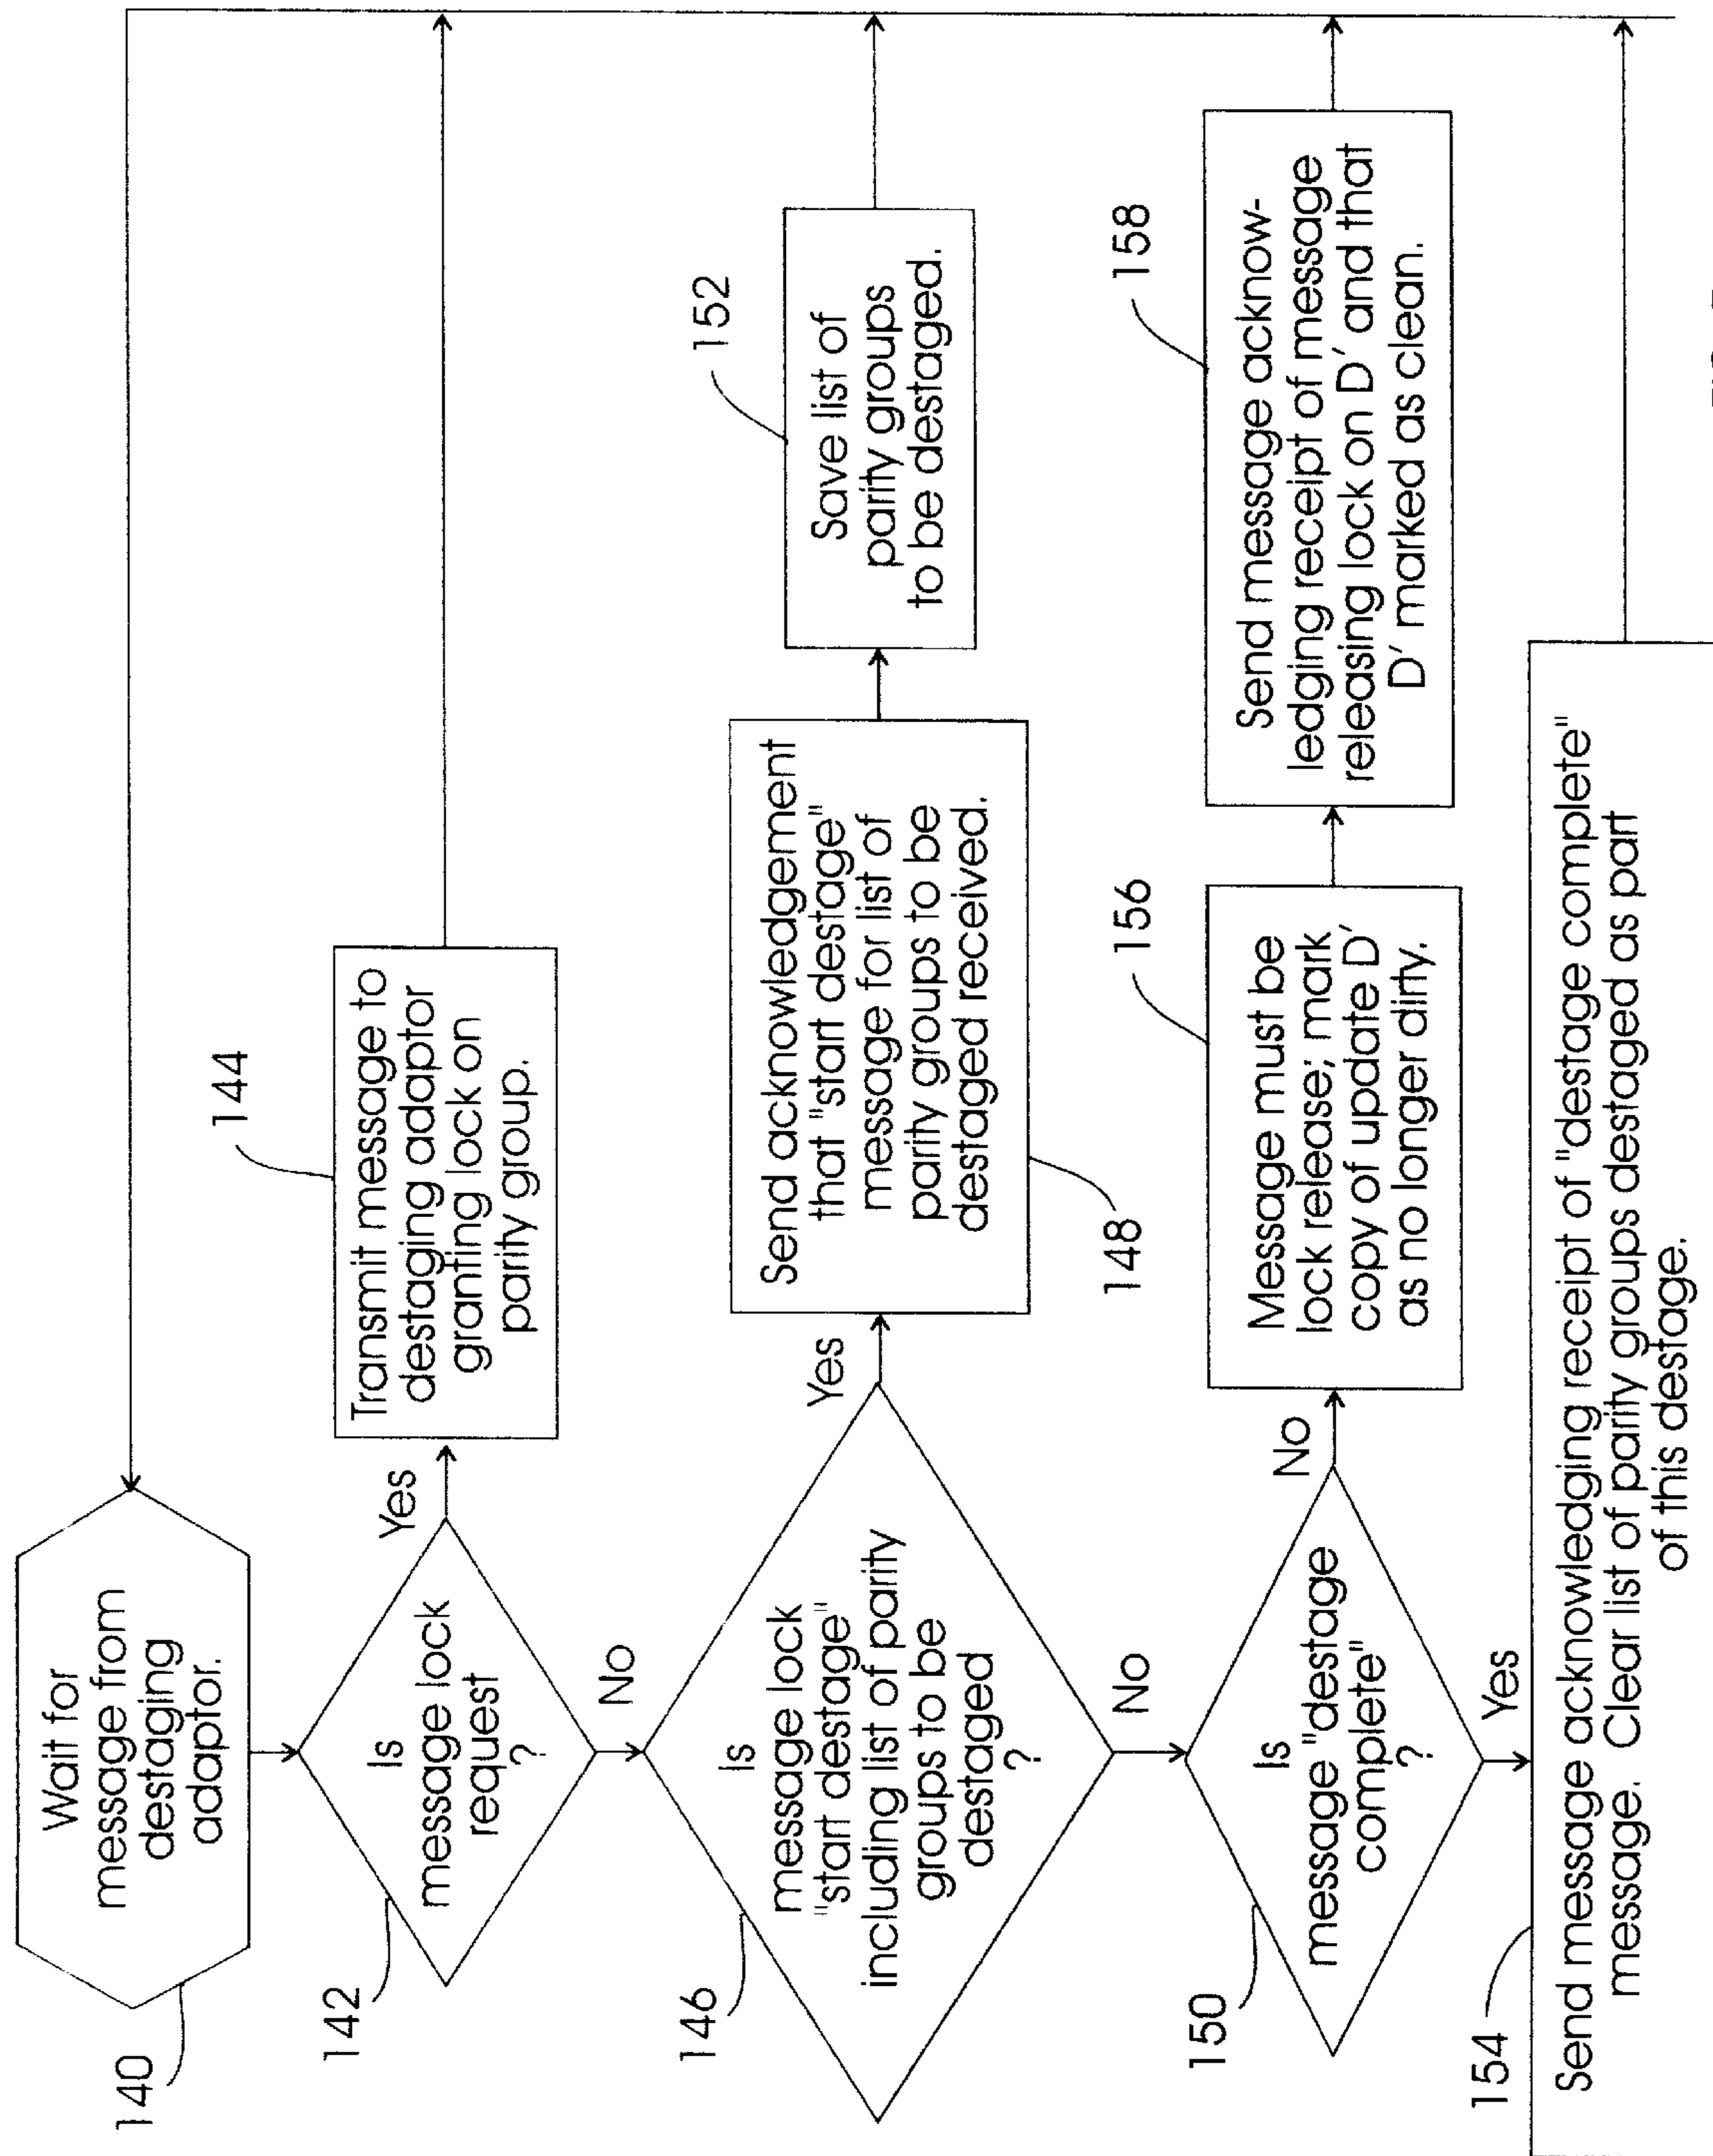 140
Wait for
message from
destaging
adaptor.
142
Is
message lock
request
?
Yes
No
144
Transmit message to
destaging adaptor
granting lock on
parity group.
146
Is
message lock
"start destage"
including list of parity
groups to be
destaged
?
Yes
No
148
Send acknowledgement
that "start destage"
message for list of
parity groups to be
destaged received.
152
Save list of
parity groups
to be destaged.
150
Is
message "destage
complete"
?
No
Yes
156
Message must be
lock release; mark
copy of update D'
as no longer dirty.
158
Send message acknow-
ledging receipt of message
releasing lock on D' and that
D' marked as clean.
154
Send message acknowledging receipt of "destage complete"
message. Clear list of parity groups destaged as part
of this destage.